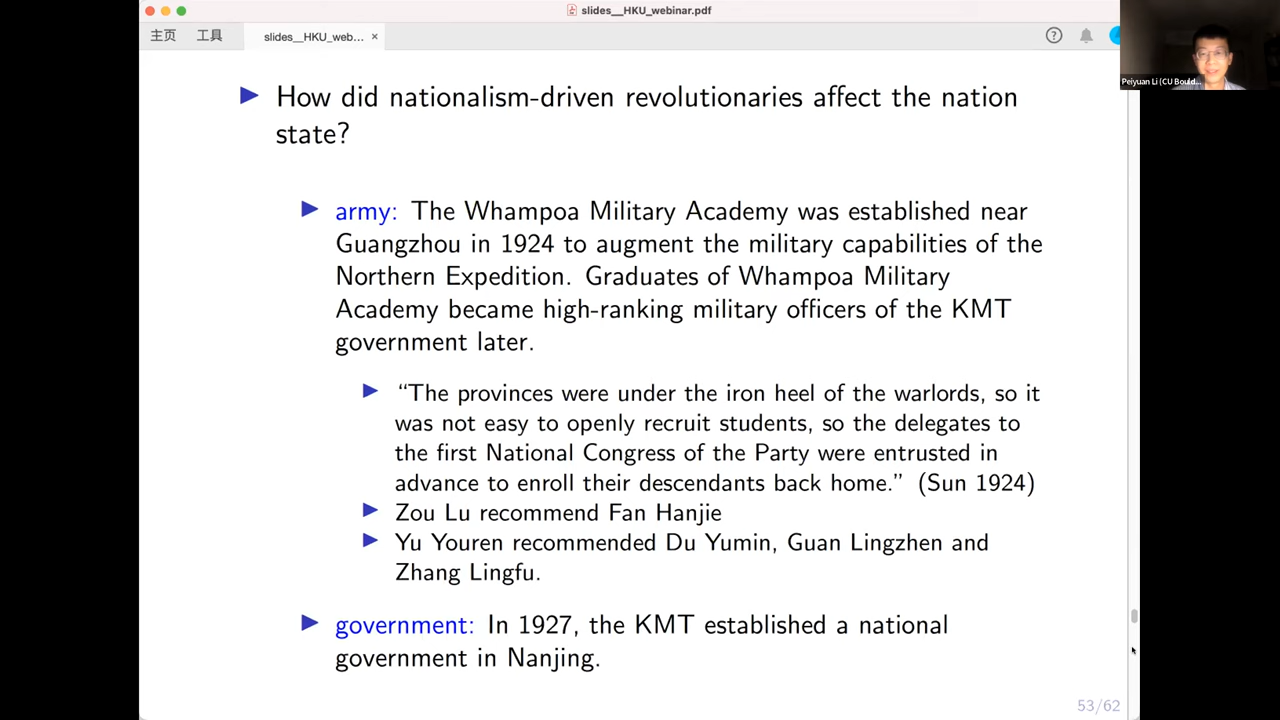 slides__HKU_webinar.pdf
主页 工具 slides__HKU_web... ×
Peiyuan Li (CU Bould...
How did nationalism-driven revolutionaries affect the nation
state?
army: The Whampoa Military Academy was established near
Guangzhou in 1924 to augment the military capabilities of the
Northern Expedition. Graduates of Whampoa Military
Academy became high-ranking military officers of the KMT
government later.
“The provinces were under the iron heel of the warlords, so it
was not easy to openly recruit students, so the delegates to
the first National Congress of the Party were entrusted in
advance to enroll their descendants back home.” (Sun 1924)
Zou Lu recommend Fan Hanjie
Yu Youren recommended Du Yumin, Guan Lingzhen and
Zhang Lingfu.
government: In 1927, the KMT established a national
government in Nanjing.
53/62